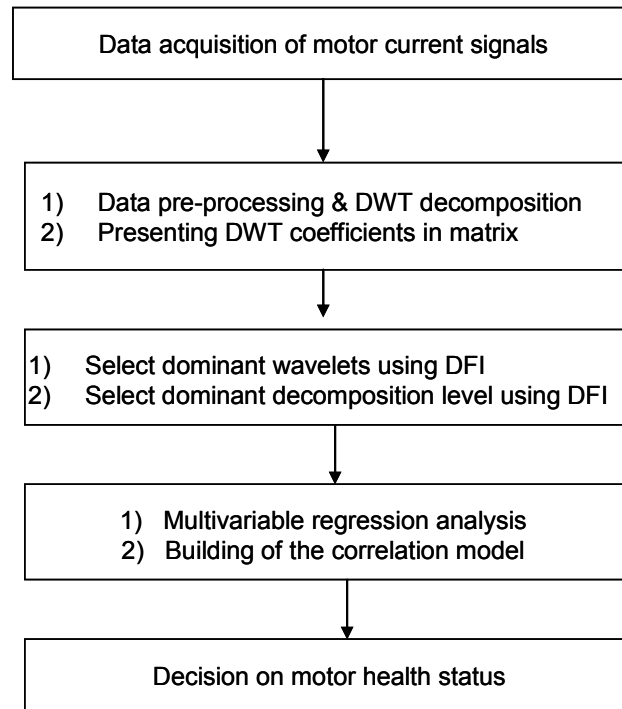 Data acquisition of motor current signals
1) Data pre-processing & DWT decomposition
2) Presenting DWT coefficients in matrix
1) Select dominant wavelets using DFI
2) Select dominant decomposition level using DFI
1) Multivariable regression analysis
2) Building of the correlation model
Decision on motor health status